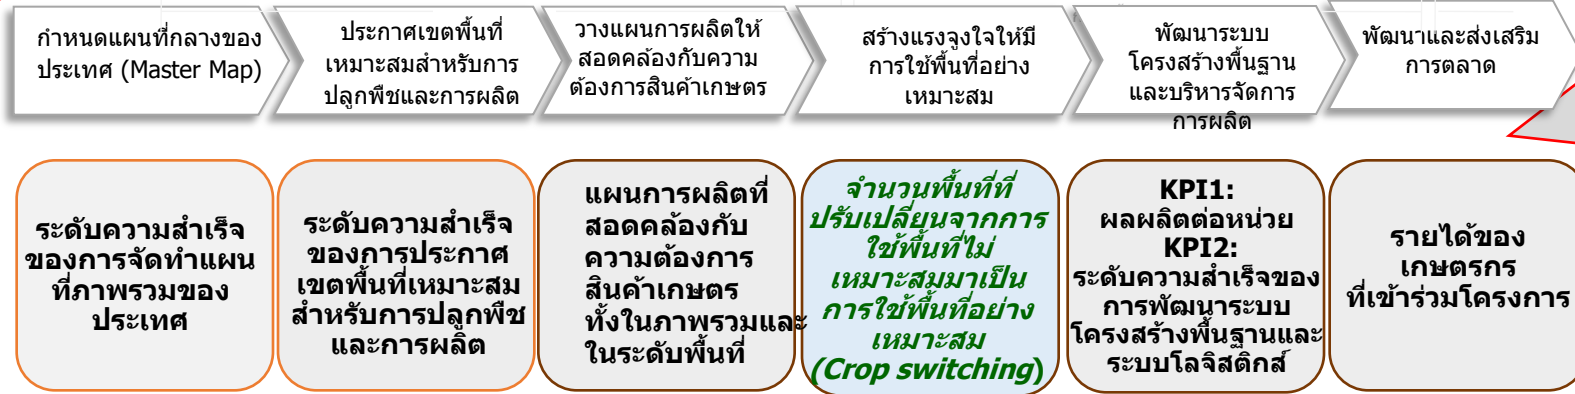 กำหนดแผนที่กลางของ
ประเทศ (Master Map)
ประกาศเขตพื้นที่
เหมาะสมสำหรับการ
ปลูกพืชและการผลิต
วางแผนการผลิตให้
สอดคล้องกับความ
ต้องการสินค้าเกษตร
สร้างแรงจูงใจให้มี
การใช้พื้นที่อย่าง
เหมาะสม
พัฒนาระบบ
โครงสร้างพื้นฐาน
และบริหารจัดการ
การผลิต
พัฒนาและส่งเสริม
การตลาด
ระดับความสำเร็จ
ของการจัดทำแผน
ที่ภาพรวมของ
ประเทศ
ระดับความสำเร็จ
ของการประกาศ
เขตพื้นที่เหมาะสม
สำหรับการปลูกพืช
และการผลิต
แผนการผลิตที่
สอดคล้องกับ
ความต้องการ
สินค้าเกษตร
ทั้งในภาพรวมและ
ในระดับพื้นที่
จำนวนพื้นที่ที่
ปรับเปลี่ยนจากการ
ใช้พื้นที่ไม่
เหมาะสมมาเป็น
การใช้พื้นที่อย่าง
เหมาะสม
(Crop switching)
KPI1:
ผลผลิตต่อหน่วย
KPI2:
ระดับความสำเร็จของ
การพัฒนาระบบ
โครงสร้างพื้นฐานและ
ระบบโลจิสติกส์
รายได้ของ
เกษตรกร
ที่เข้าร่วมโครงการ